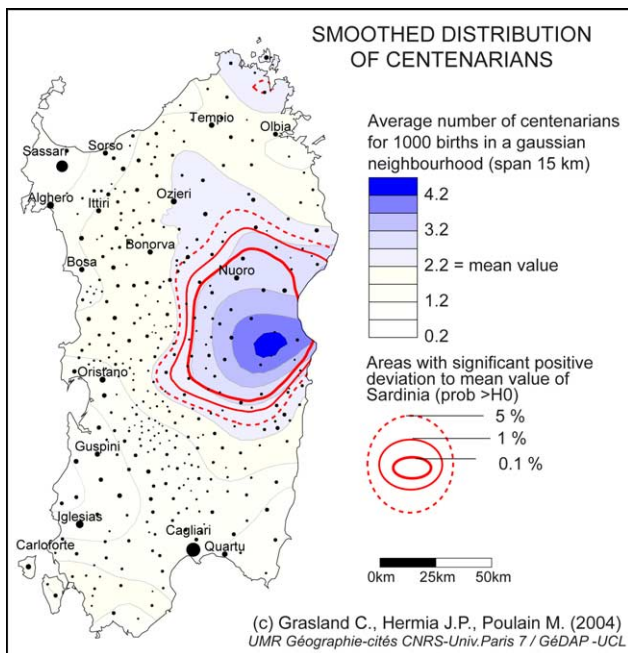 SMOOTHED DISTRIBUTION
OF CENTENARIANS
Average number of centenarians
for 1000 births in a gaussian
neighbourhood (span 15 km)
4.2
3.2
2.2 = mean value
1.2
0.2
Areas with significant positive
deviation to mean value of
Sardinia (prob >H0)
5 %
1 %
0.1 %
0km 25km 50km
Tempio
Olbia
Sorso
Sassari
Alghero
Ittiri
Ozieri
Bonorva
Bosa
Nuoro
Oristano
Guspini
Iglesias
Cagliari
Carloforte
Quartu
(c) Grasland C., Hermia J.P., Poulain M. (2004)
UMR Géographie-cités CNRS-Univ.Paris 7 / GéDAP -UCL